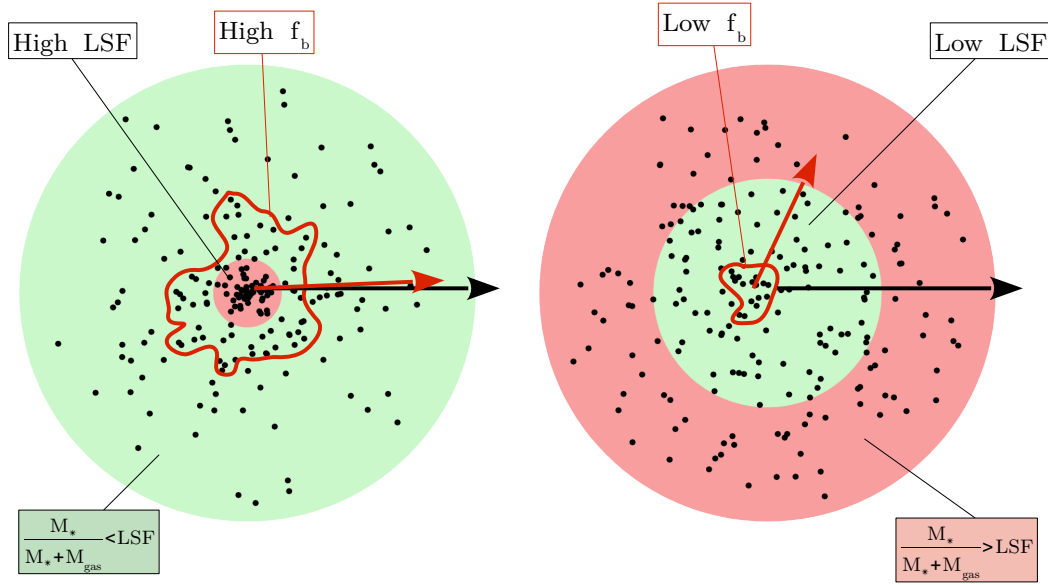 High LSF
High f_b
Low f_b
Low LSF
M_* / (M_* + M_gas) < LSF
M_* / (M_* + M_gas) > LSF